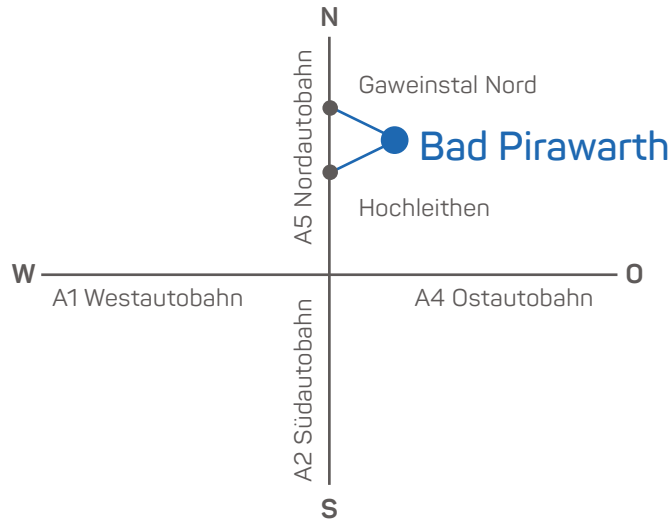 N
Gaweinstal Nord
A5 Nordautobahn
Bad Pirawarth
Hochleithen
W
O
A1 Westautobahn
A4 Ostautobahn
A2 Südautobahn
S